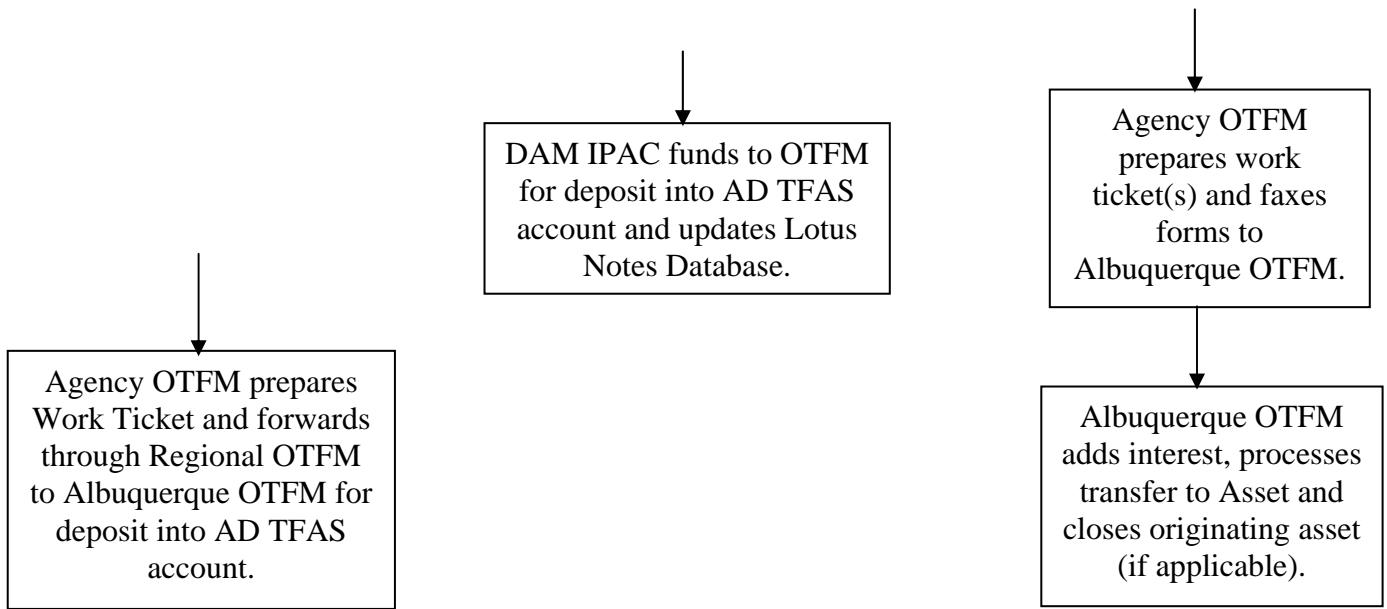 DAM IPAC funds to OTFM
for deposit into AD TFAS
account and updates Lotus
Notes Database.
Agency OTFM
prepares work
ticket(s) and faxes
forms to
Albuquerque OTFM.
Agency OTFM prepares
Work Ticket and forwards
through Regional OTFM
to Albuquerque OTFM for
deposit into AD TFAS
account.
Albuquerque OTFM
adds interest, processes
transfer to Asset and
closes originating asset
(if applicable).